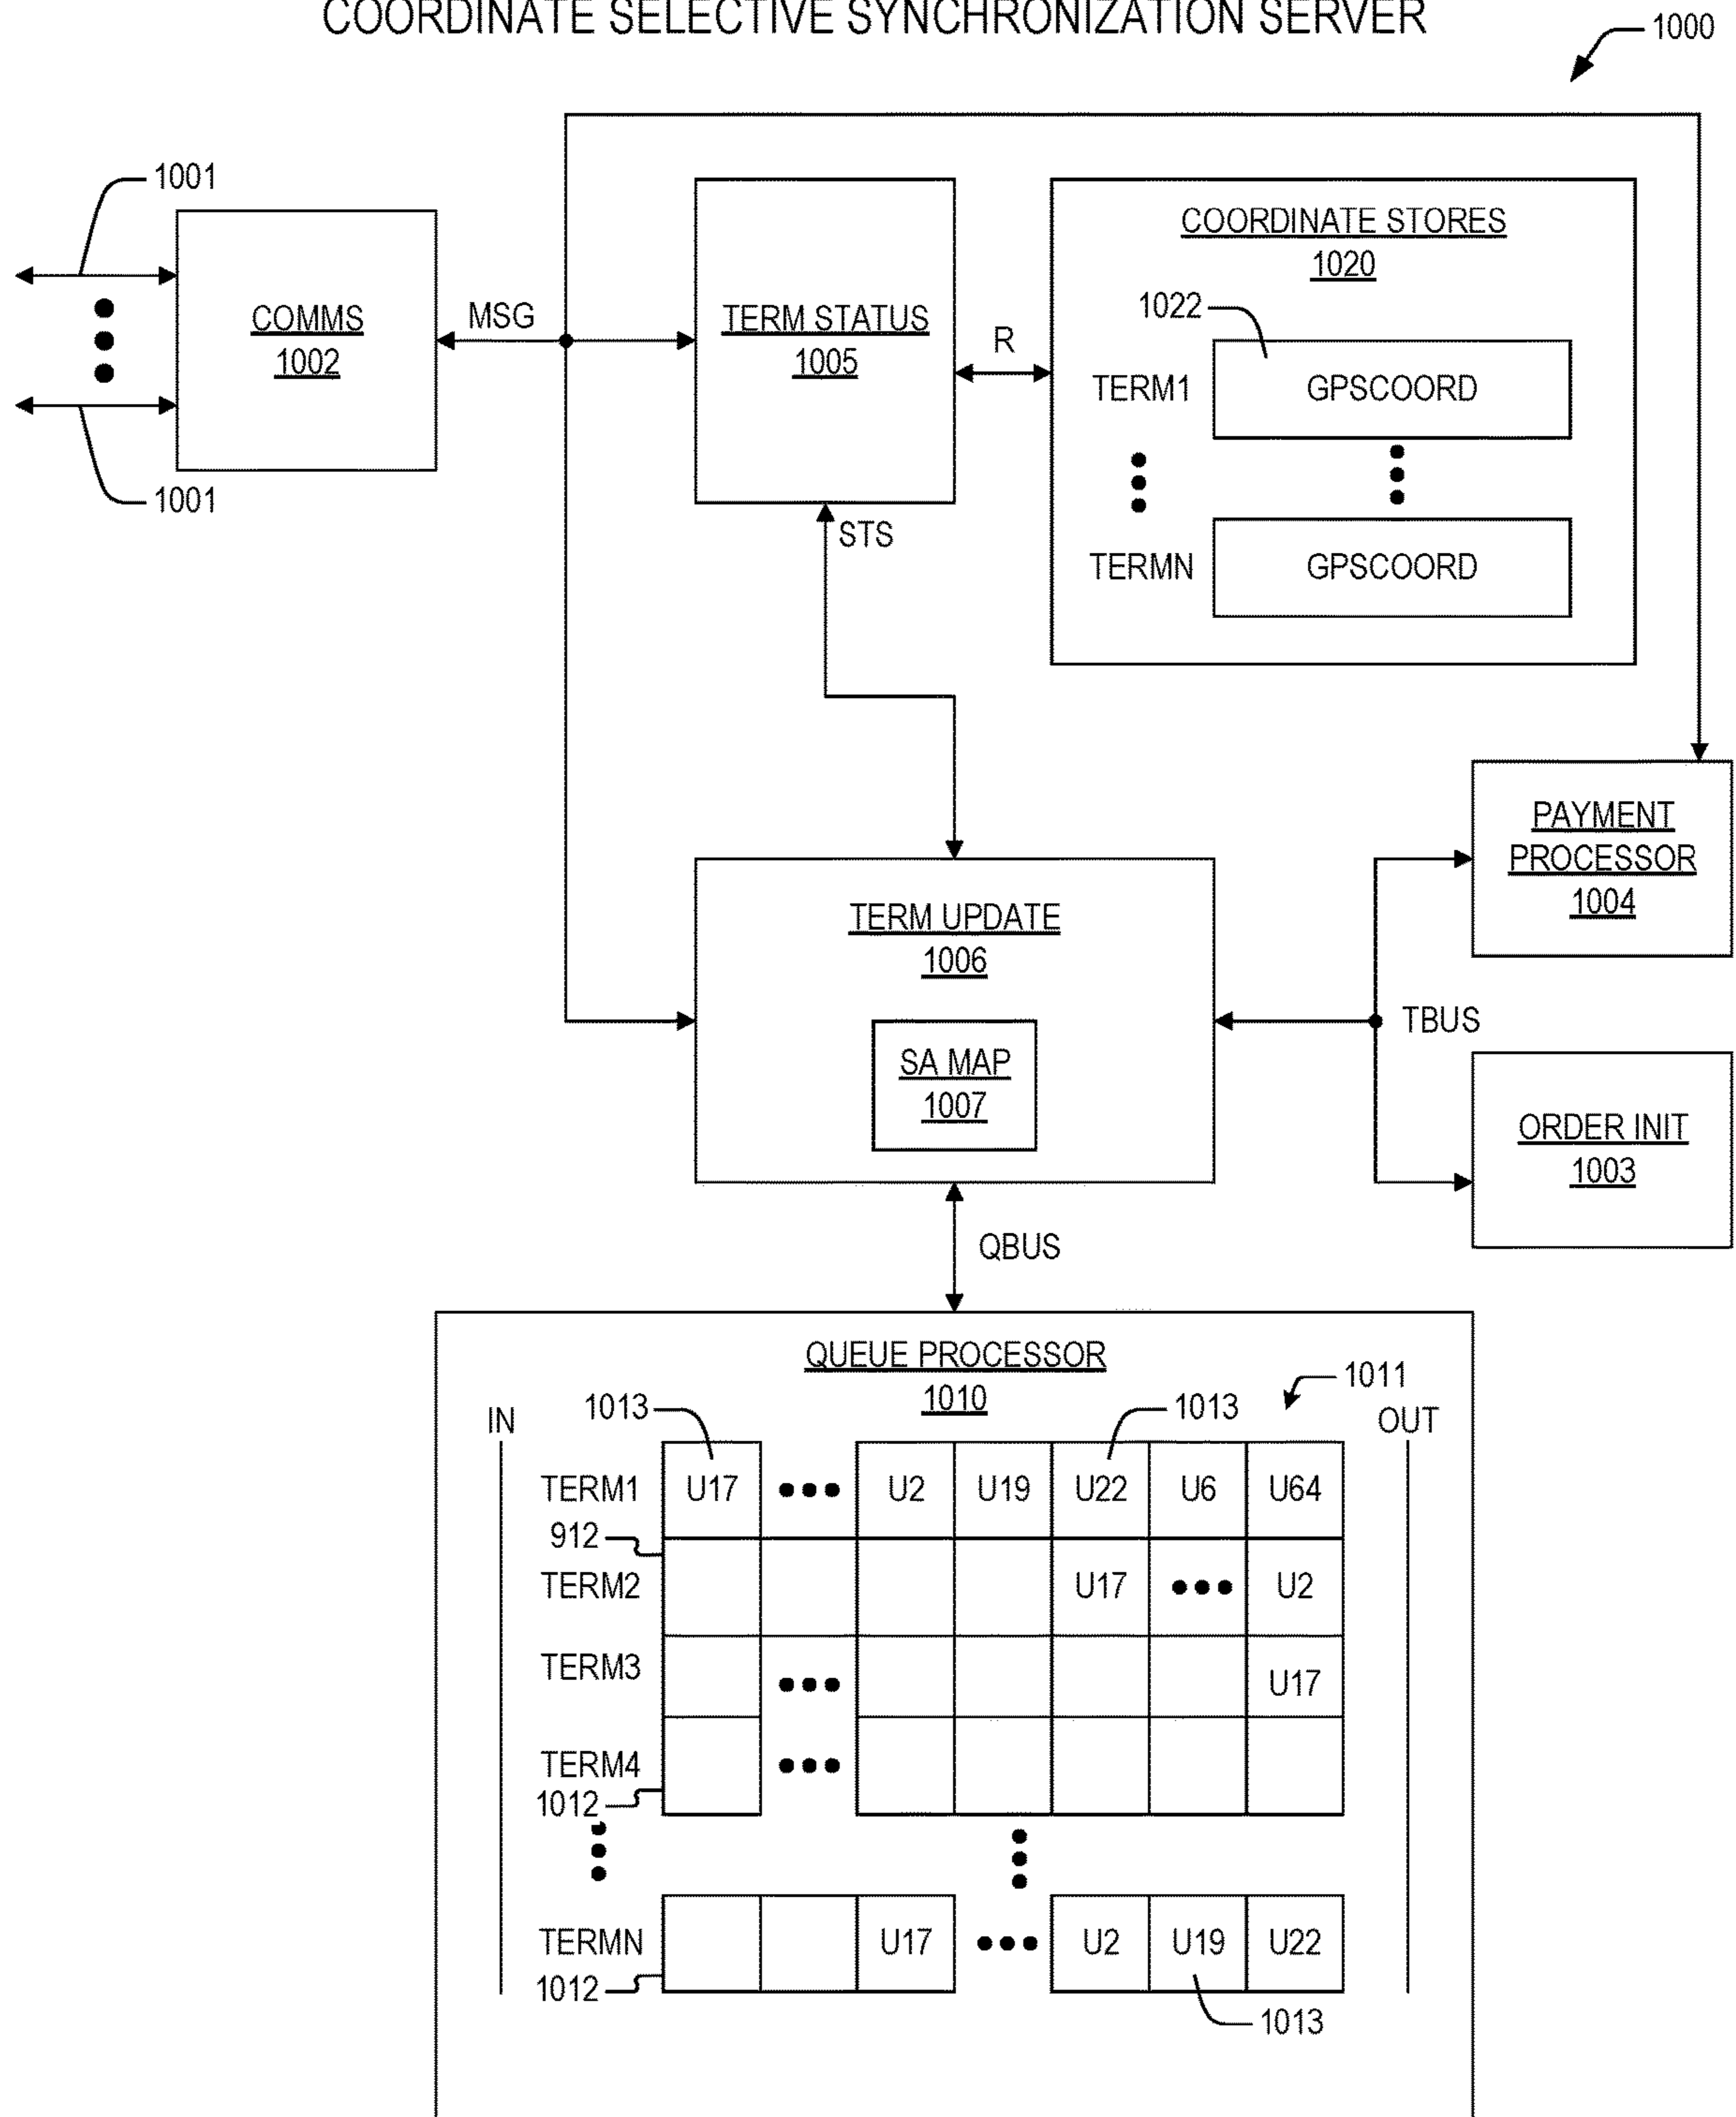 COORDINATE SELECTIVE SYNCHRONIZATION SERVER
1000
1001
COMMS
1002
1001
MSG
TERM STATUS
1005
R
COORDINATE STORES
1020
1022
TERM1 GPSCOORD
TERMN GPSCOORD
STS
PAYMENT
PROCESSOR
1004
TERM UPDATE
1006
SA MAP
1007
TBUS
ORDER INIT
1003
QBUS
QUEUE PROCESSOR
1010
1011
IN
1013
1013
OUT
TERM1 U17 U2 U19 U22 U6 U64
912
TERM2 U17 U2
TERM3 U17
TERM4
1012
TERMN U17 U2 U19 U22
1012
1013